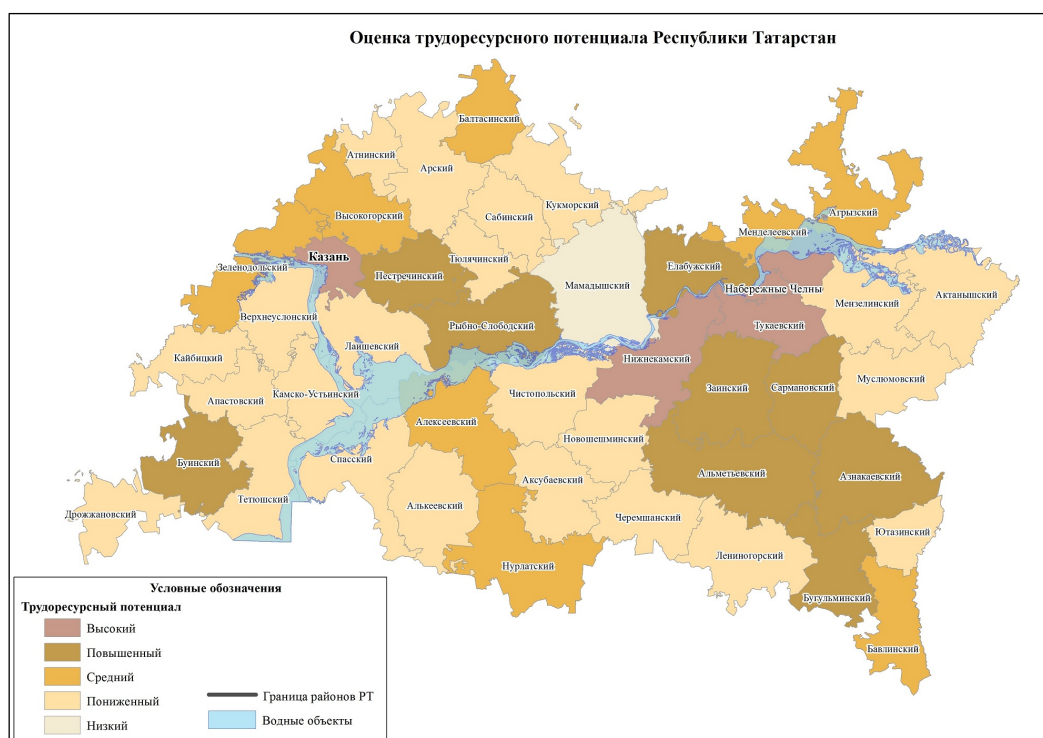 Оценка трудоресурсного потенциала Республики Татарстан
Балтасинский
Атнинский
Арский
Кукморский
Сабинский
Высокогорский
Агрызский
Менделеевский
Казань
Тюлячинский
Елабужский
Зеленодольский
Пестречинский
Мамадышский
Набережные Челны
Актанышский
Мензелинский
Верхнеуслонский
Рыбно-Слободский
Тукаевский
Лаишевский
Кайбицкий
Нижнекамский
Муслюмовский
Заинский
Сармановский
Камско-Устьинский
Чистопольский
Апастовский
Алексеевский
Новошешминский
Спасский
Буинский
Альметьевский
Азнакаевский
Аксубаевский
Тетюшский
Алькеевский
Дрожжановский
Черемшанский
Ютазинский
Лениногорский
Нурлатский
Бугульминский
Бавлинский
Условные обозначения
Трудоресурсный потенциал
Высокий
Повышенный
Средний
Пониженный
Низкий
Граница районов РТ
Водные объекты